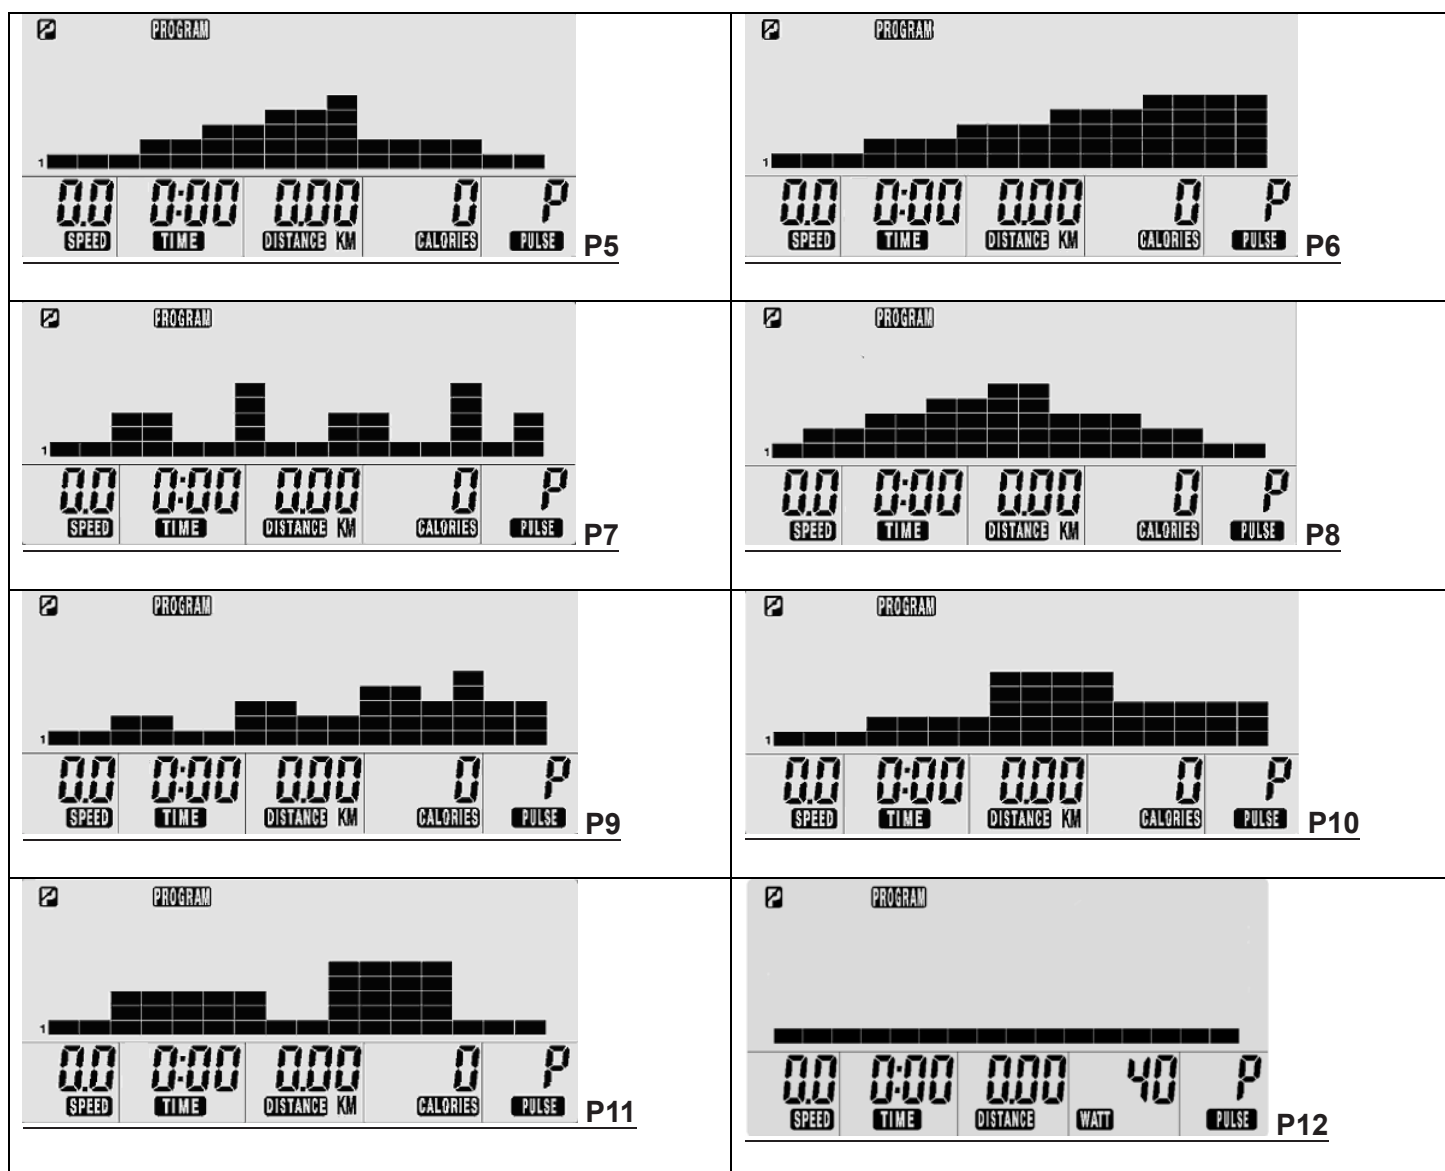 PROGRAM
1
0.0 0:00 0.00 0 P
SPEED TIME DISTANCE KM CALORIES PULSE P5
PROGRAM
1
0.0 0:00 0.00 0 P
SPEED TIME DISTANCE KM CALORIES PULSE P6
PROGRAM
1
0.0 0:00 0.00 0 P
SPEED TIME DISTANCE KM CALORIES PULSE P7
PROGRAM
1
0.0 0:00 0.00 0 P
SPEED TIME DISTANCE KM CALORIES PULSE P8
PROGRAM
1
0.0 0:00 0.00 0 P
SPEED TIME DISTANCE KM CALORIES PULSE P9
PROGRAM
1
0.0 0:00 0.00 0 P
SPEED TIME DISTANCE KM CALORIES PULSE P10
PROGRAM
1
0.0 0:00 0.00 0 P
SPEED TIME DISTANCE KM CALORIES PULSE P11
PROGRAM
0.0 0:00 0.00 40 P
SPEED TIME DISTANCE WATT PULSE P12